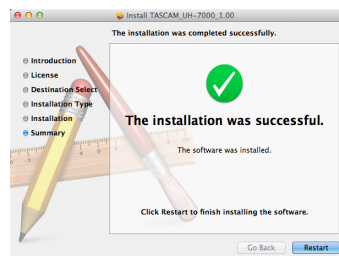 Install TASCAM_UH-7000_1.00
The installation was completed successfully.
Introduction
License
Destination Select
Installation Type
Installation
Summary
The installation was successful.
The software was installed.
Click Restart to finish installing the software.
Go Back
Restart